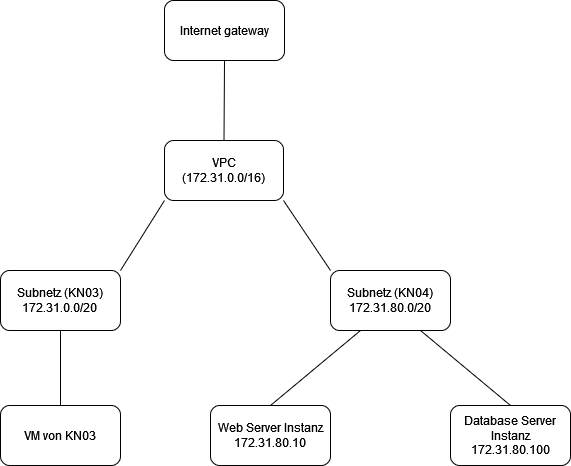 Internet gateway
VPC
(172.31.0.0/16)
Subnetz (KN03)
172.31.0.0/20
Subnetz (KN04)
172.31.80.0/20
VM von KN03
Web Server Instanz
172.31.80.10
Database Server
Instanz
172.31.80.100